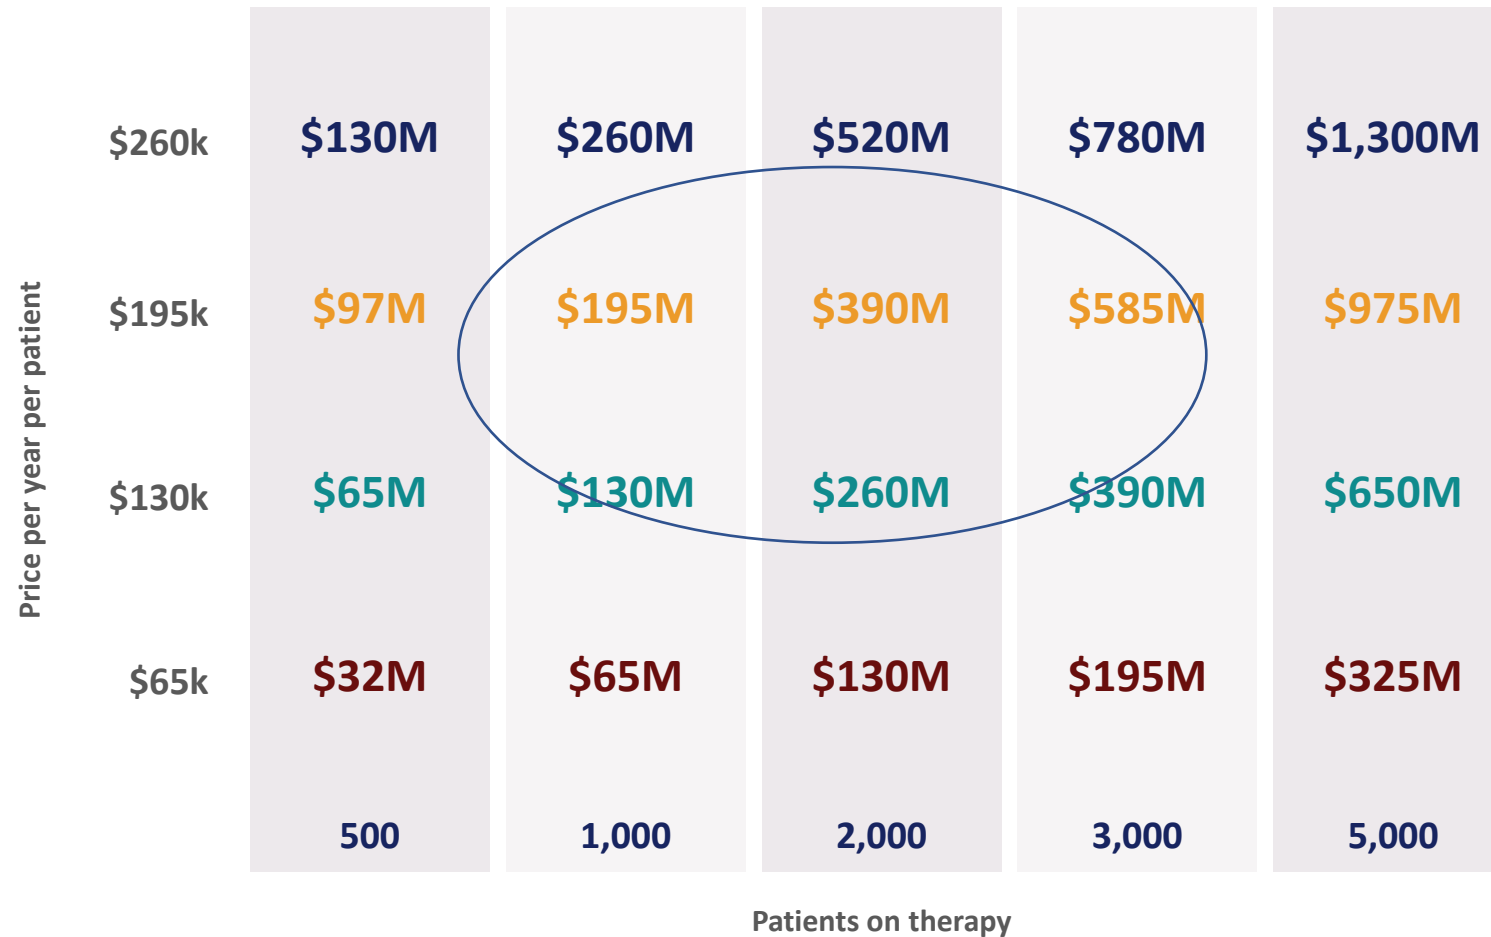 $260k $130M $260M $520M $780M $1,300M
Price per year per patient
$195k $97M $195M $390M $585M $975M
$130k $65M $130M $260M $390M $650M
$65k $32M $65M $130M $195M $325M
500 1,000 2,000 3,000 5,000
Patients on therapy